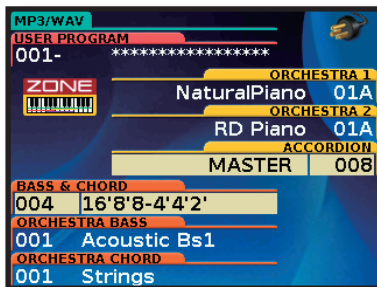 MP3/WAV
USER PROGRAM
001- *****************
ZONE
ORCHESTRA 1
NaturalPiano 01A
ORCHESTRA 2
RD Piano 01A
ACCORDION
MASTER 008
BASS & CHORD
004 16'8'8-4'4'2'
ORCHESTRA BASS
001 Acoustic Bs1
ORCHESTRA CHORD
001 Strings